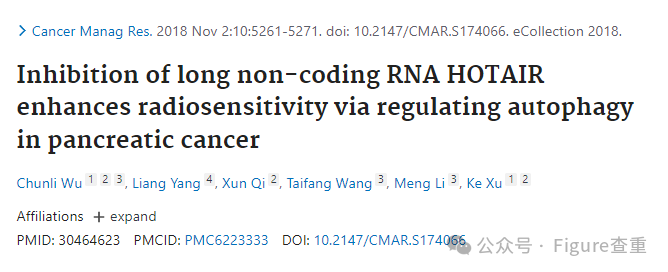 Cancer Manag Res. 2018 Nov 2:10:5261-5271. doi: 10.2147/CMAR.S174066. eCollection 2018.
Inhibition of long non-coding RNA HOTAIR
enhances radiosensitivity via regulating autophagy
in pancreatic cancer
Chunli Wu 1 2 3, Liang Yang 4, Xun Qi 2, Taifang Wang 3, Meng Li 3, Ke Xu 1 2
Affiliations + expand
PMID: 30464623 PMCID: PMC6223333 DOI: 10.2147/CMAR.S174066
公众号 · Figure查重